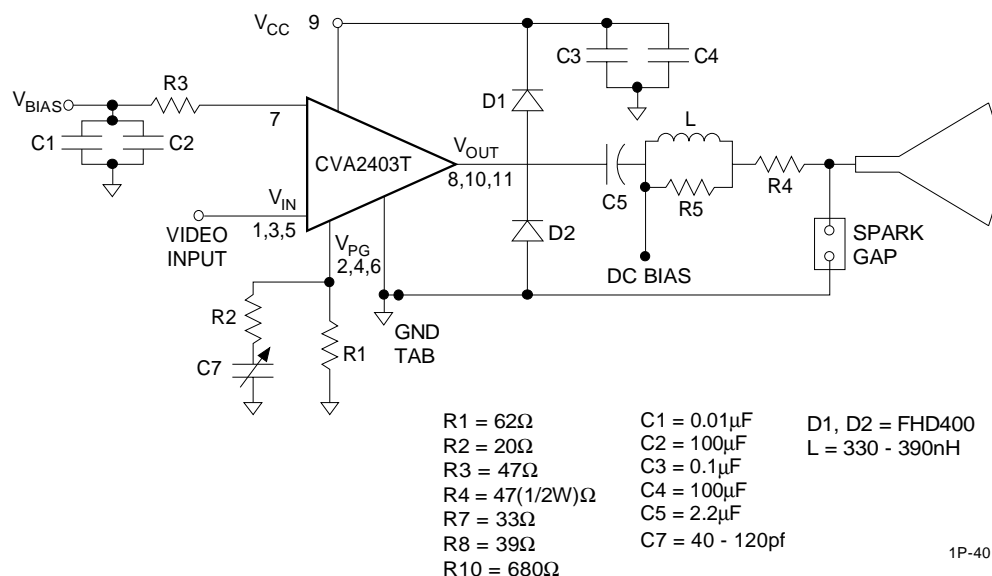 VCC 9
C3
C4
R3
VBIAS
7
D1
L
C1
C2
VOUT
CVA2403T
8,10,11
R4
C5
R5
VIN
1,3,5
D2
SPARK
GAP
VIDEO
INPUT
VPG
2,4,6
DC BIAS
R2
GND
TAB
R1
C7
R1 = 62Ω
R2 = 20Ω
R3 = 47Ω
R4 = 47(1/2W)Ω
R7 = 33Ω
R8 = 39Ω
R10 = 680Ω
C1 = 0.01µF
C2 = 100µF
C3 = 0.1µF
C4 = 100µF
C5 = 2.2µF
C7 = 40 - 120pf
D1, D2 = FHD400
L = 330 - 390nH
1P-40